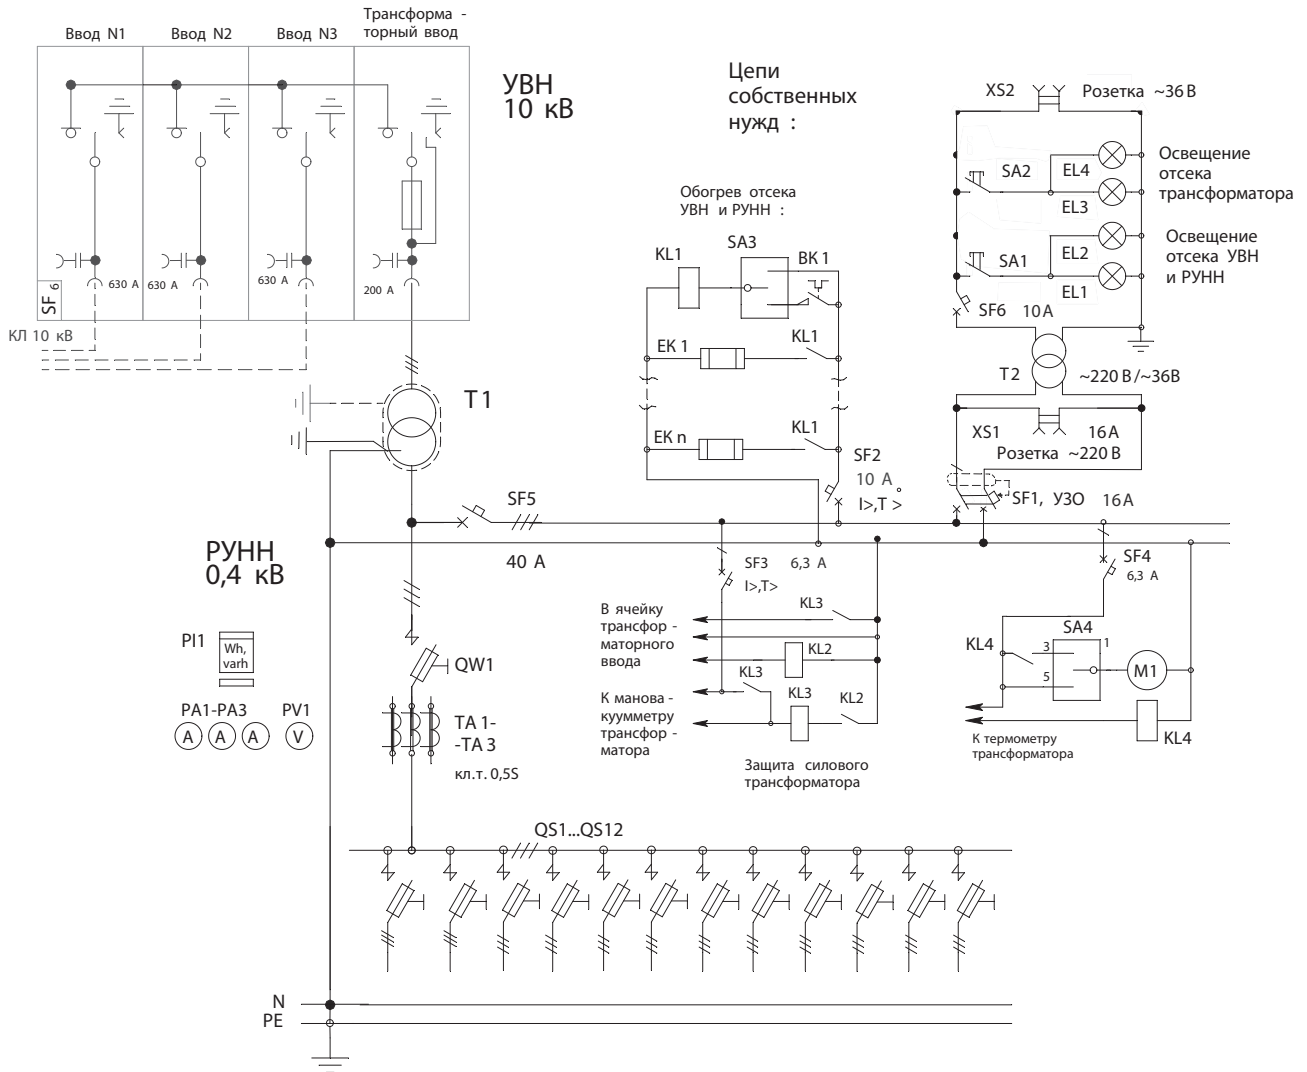 Трансформа -
Ввод N1 Ввод N2 Ввод N3 торный ввод
УВН
10 кВ
630 А
630 А
630 А
200 А
SF 6
КЛ 10 кВ
T1
Цепи
собственных
нужд :
Обогрев отсека
УВН и РУНН :
KL1
SA3
ВК 1
EK 1
KL1
EK n
KL1
SF2
10 А
I>,T >
XS2
Розетка ~36 В
SA2
EL4
EL3
Освещение
отсека
трансформатора
SA1
EL2
EL1
Освещение
отсека УВН
и РУНН
SF6 10 А
T2
~220 В/~36В
XS1
16 А
Розетка ~220 В
SF1, УЗО 16 А
SF5
40 А
РУНН
0,4 кВ
PI1
Wh,
varh
PA1-PA3
PV1
A A A V
QW1
TA 1-
-TA 3
кл.т. 0,5S
SF3 6,3 А
I>,T>
В ячейку
трансфор -
маторного
ввода
KL3
KL2
К манова -
куумметру
трансфор -
матора
KL3
KL3
KL2
Защита силового
трансформатора
SF4
6,3 А
KL4
SA4
3
1
5
M1
KL4
К термометру
трансформатора
QS1...QS12
N
PE